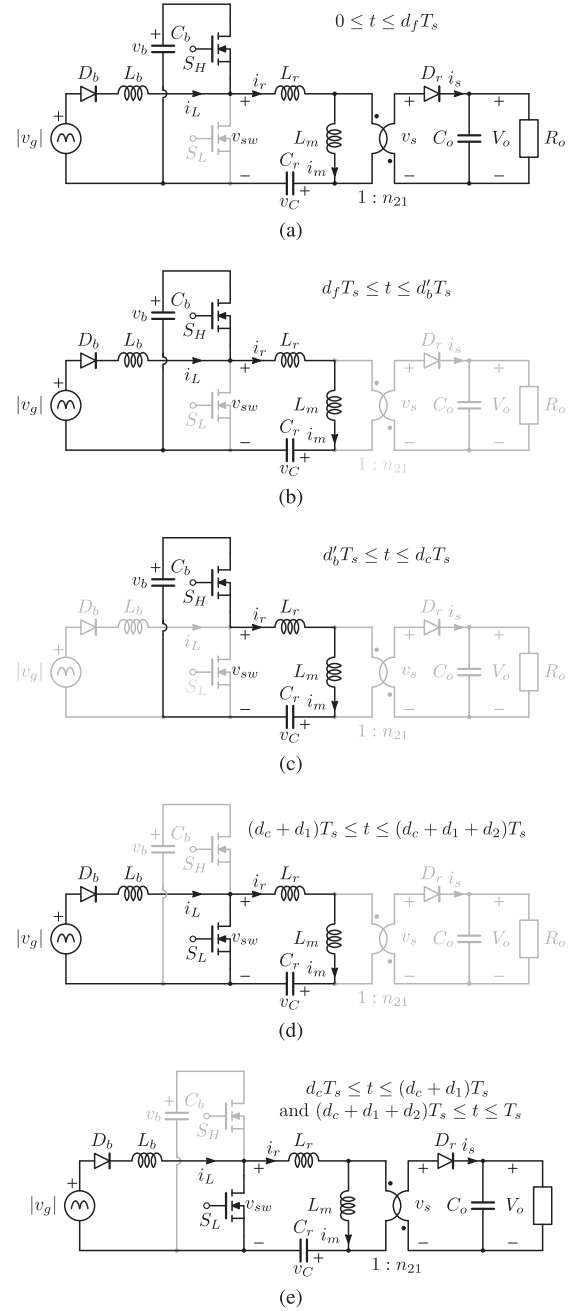 0 ≤ t ≤ d_f T_s
v_b + C_b
S_H
D_b L_b i_L i_r L_r
+ |v_g| S_L + v_sw − L_m i_m
C_r v_C +
1 : n_21
+ v_s − D_r i_s C_o + V_o − R_o
(a)
d_f T_s ≤ t ≤ d'_b T_s
v_b + C_b
S_H
D_b L_b i_L i_r L_r
+ |v_g| S_L + v_sw − L_m i_m
C_r v_C +
1 : n_21
+ v_s − D_r i_s C_o + V_o − R_o
(b)
d'_b T_s ≤ t ≤ d_c T_s
v_b + C_b
S_H
D_b L_b i_L i_r L_r
+ |v_g| S_L + v_sw − L_m i_m
C_r v_C +
1 : n_21
+ v_s − D_r i_s C_o + V_o − R_o
(c)
(d_c + d_1)T_s ≤ t ≤ (d_c + d_1 + d_2)T_s
v_b + C_b
S_H
D_b L_b i_L i_r L_r
+ |v_g| S_L + v_sw − L_m i_m
C_r v_C +
1 : n_21
+ v_s − D_r i_s C_o + V_o − R_o
(d)
d_c T_s ≤ t ≤ (d_c + d_1)T_s
and (d_c + d_1 + d_2)T_s ≤ t ≤ T_s
v_b + C_b
S_H
D_b L_b i_L i_r L_r
+ |v_g| S_L + v_sw − L_m i_m
C_r v_C +
1 : n_21
+ v_s − D_r i_s C_o + V_o − R_o
(e)